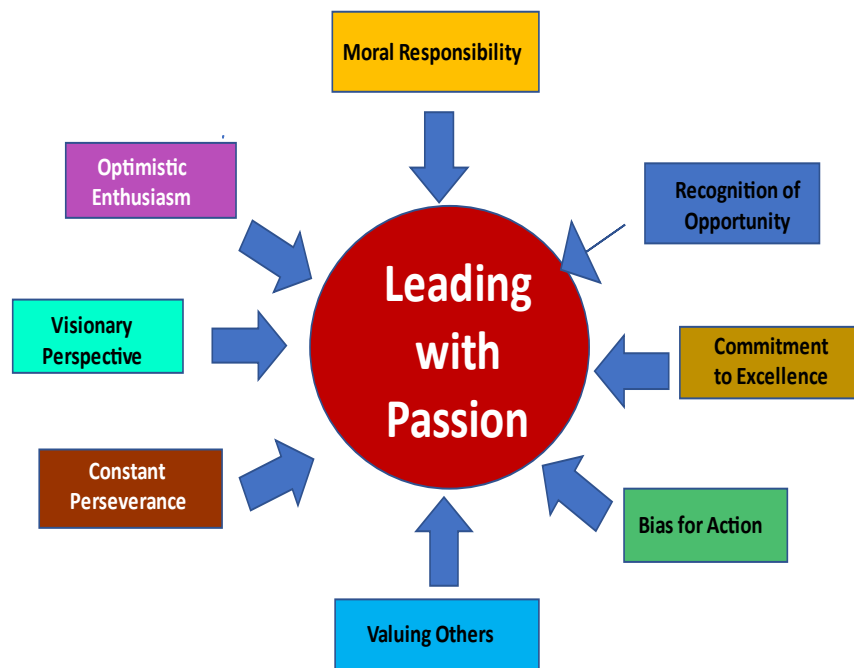 Moral Responsibility
Optimistic
Enthusiasm
Recognition of
Opportunity
Leading
with
Passion
Visionary
Perspective
Commitment
to Excellence
Constant
Perseverance
Bias for Action
Valuing Others